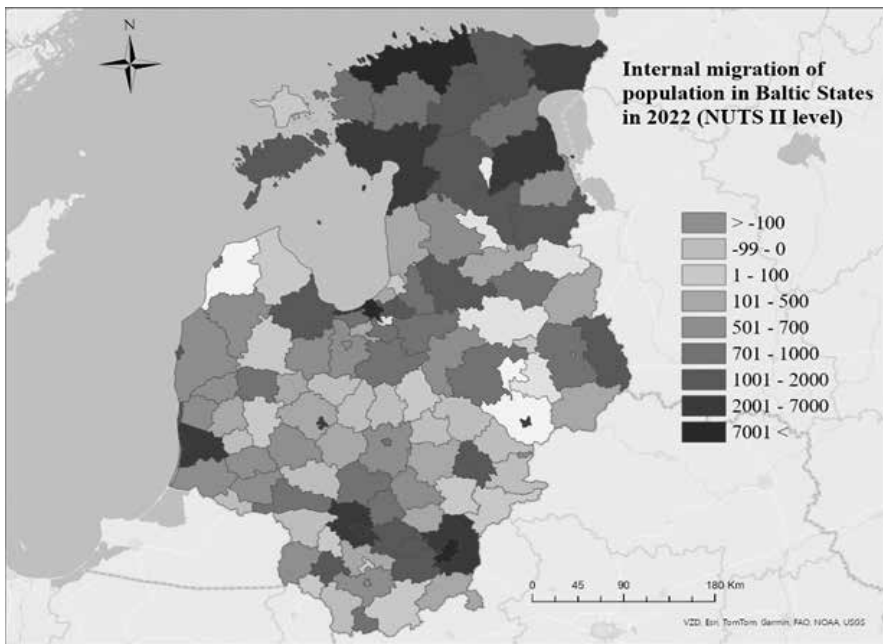 N
Internal migration of
population in Baltic States
in 2022 (NUTS II level)
> -100
-99 - 0
1 - 100
101 - 500
501 - 700
701 - 1000
1001 - 2000
2001 - 7000
7001 <
0 45 90 180 Km
VZD, Esri, TomTom, Garmin, FAO, NOAA, USGS